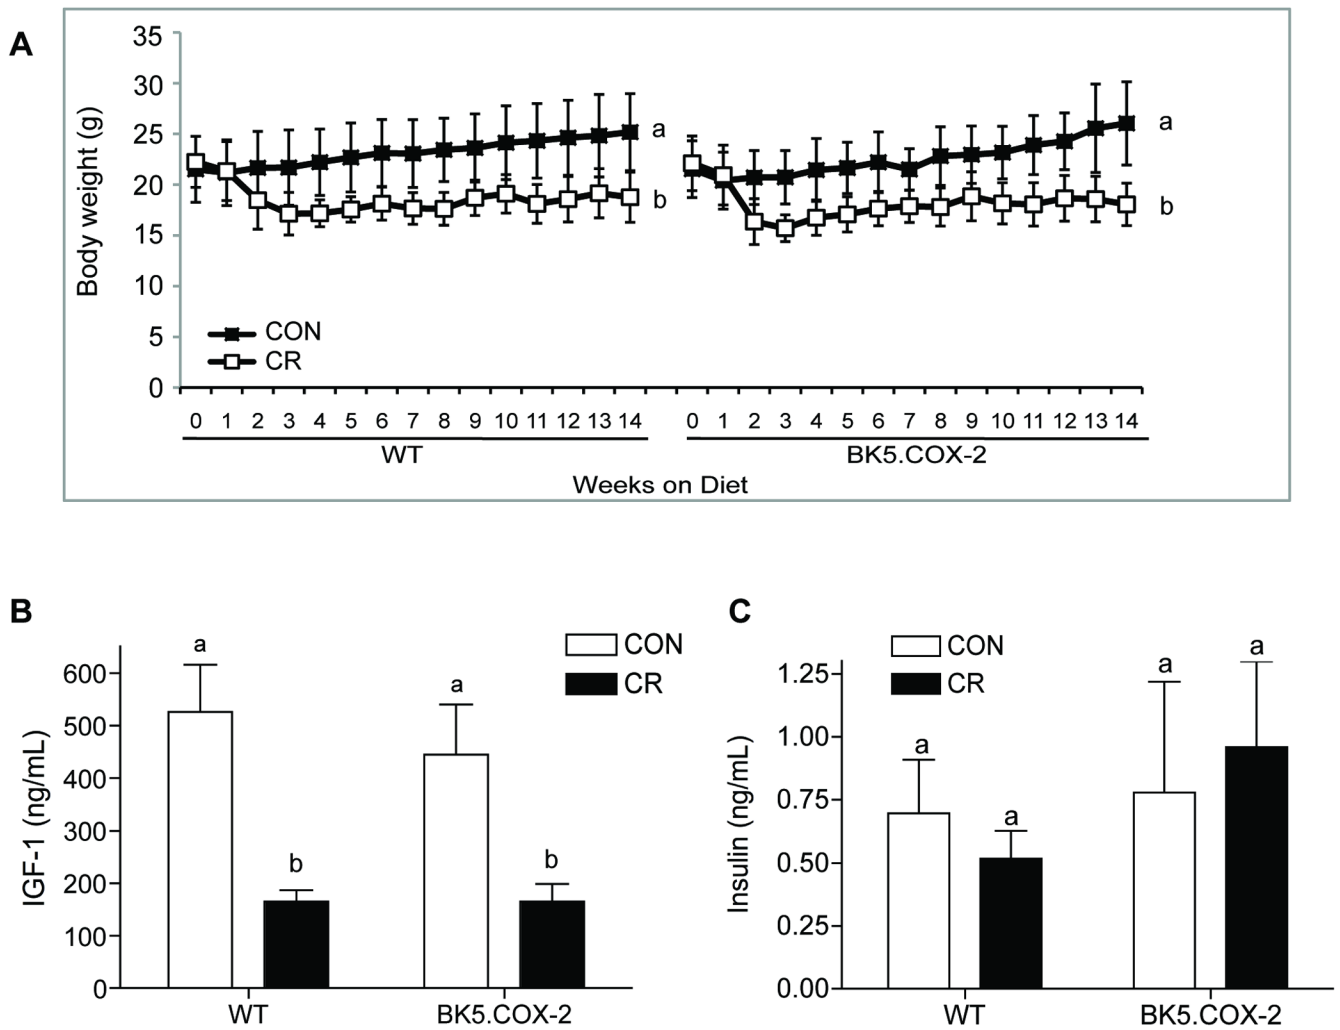 A
Body weight (g)
35
30
25
20
15
10
5
0
a
b
a
b
CON
CR
0 1 2 3 4 5 6 7 8 9 10 11 12 13 14
0 1 2 3 4 5 6 7 8 9 10 11 12 13 14
WT
BK5.COX-2
Weeks on Diet
B
IGF-1 (ng/mL)
600
500
400
300
200
100
0
a
b
a
b
CON
CR
WT
BK5.COX-2
C
Insulin (ng/mL)
1.25
1.00
0.75
0.50
0.25
0.00
CON
CR
a
a
a
a
WT
BK5.COX-2